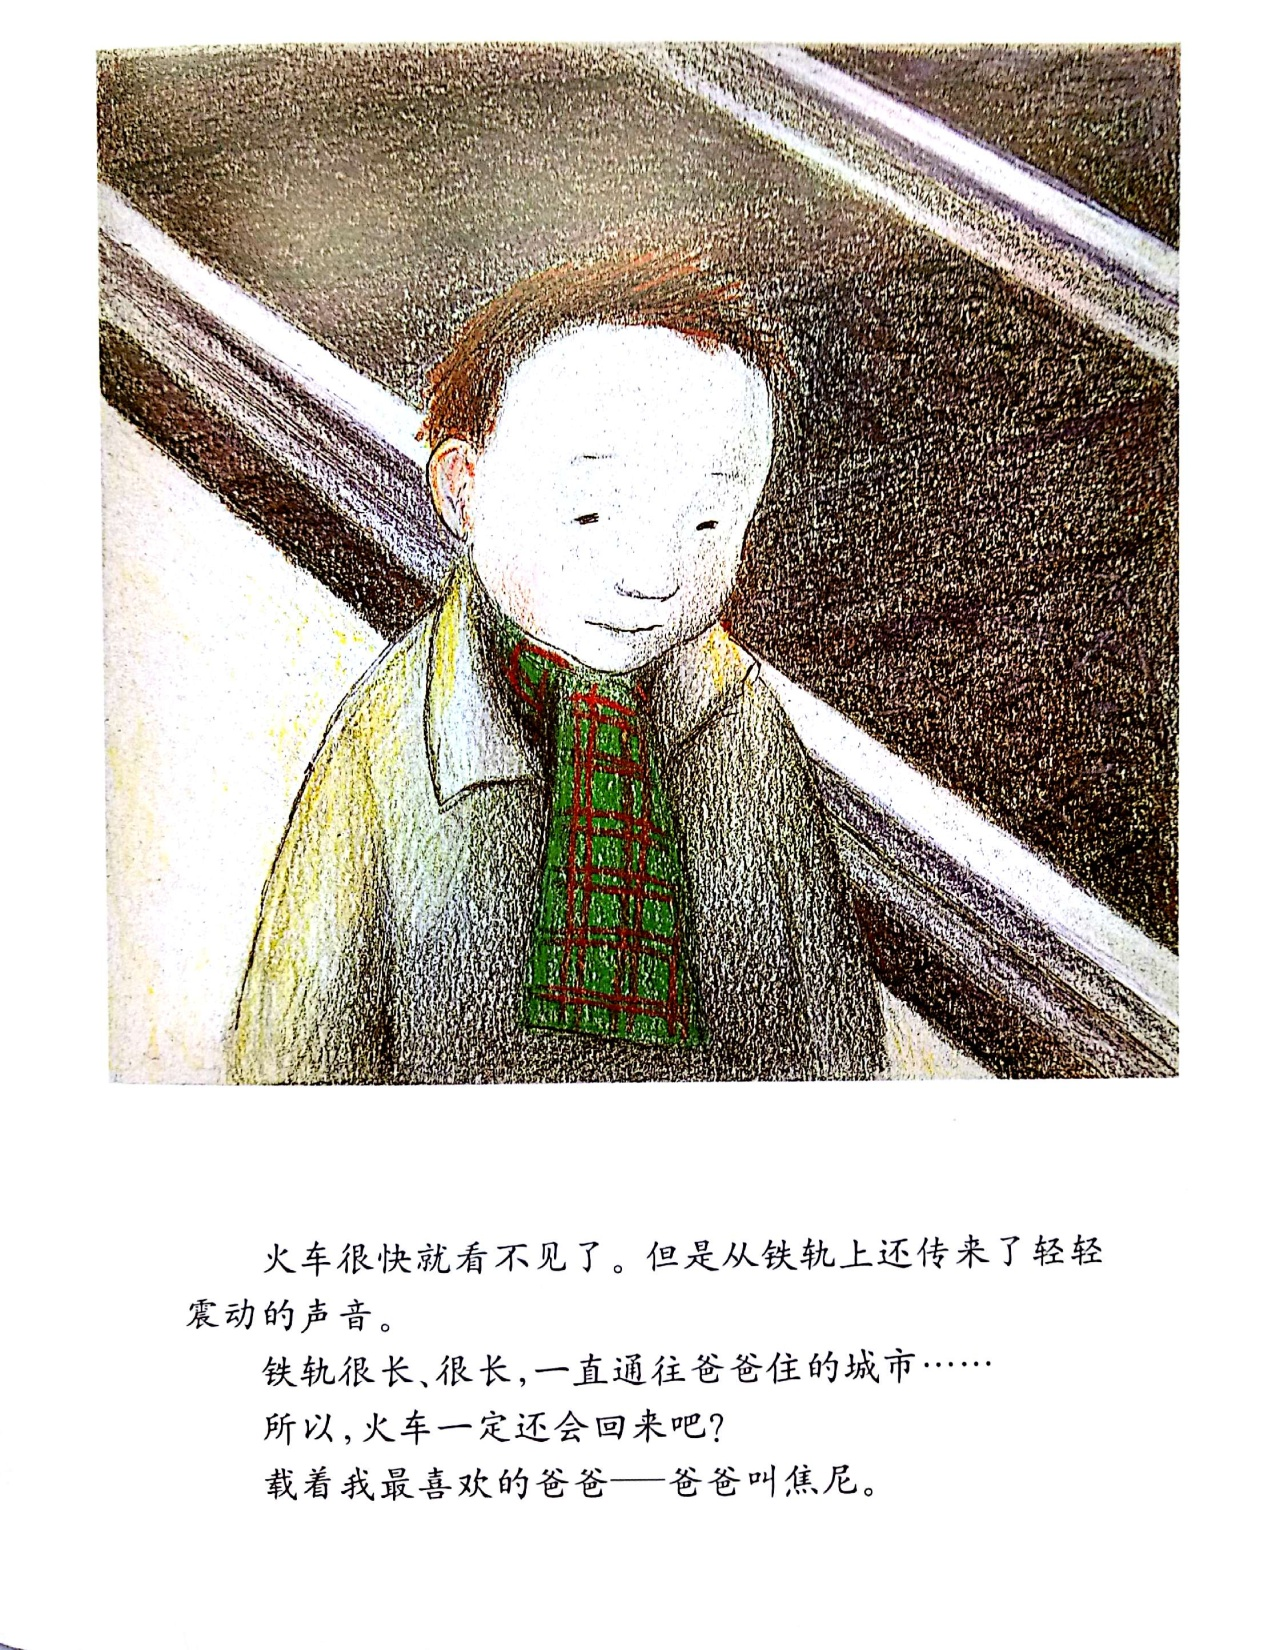 火车很快就看不见了。但是从铁轨上还传来了轻轻
震动的声音。
铁轨很长、很长,一直通往爸爸住的城市……
所以,火车一定还会回来吧?
载着我最喜欢的爸爸——爸爸叫焦尼。